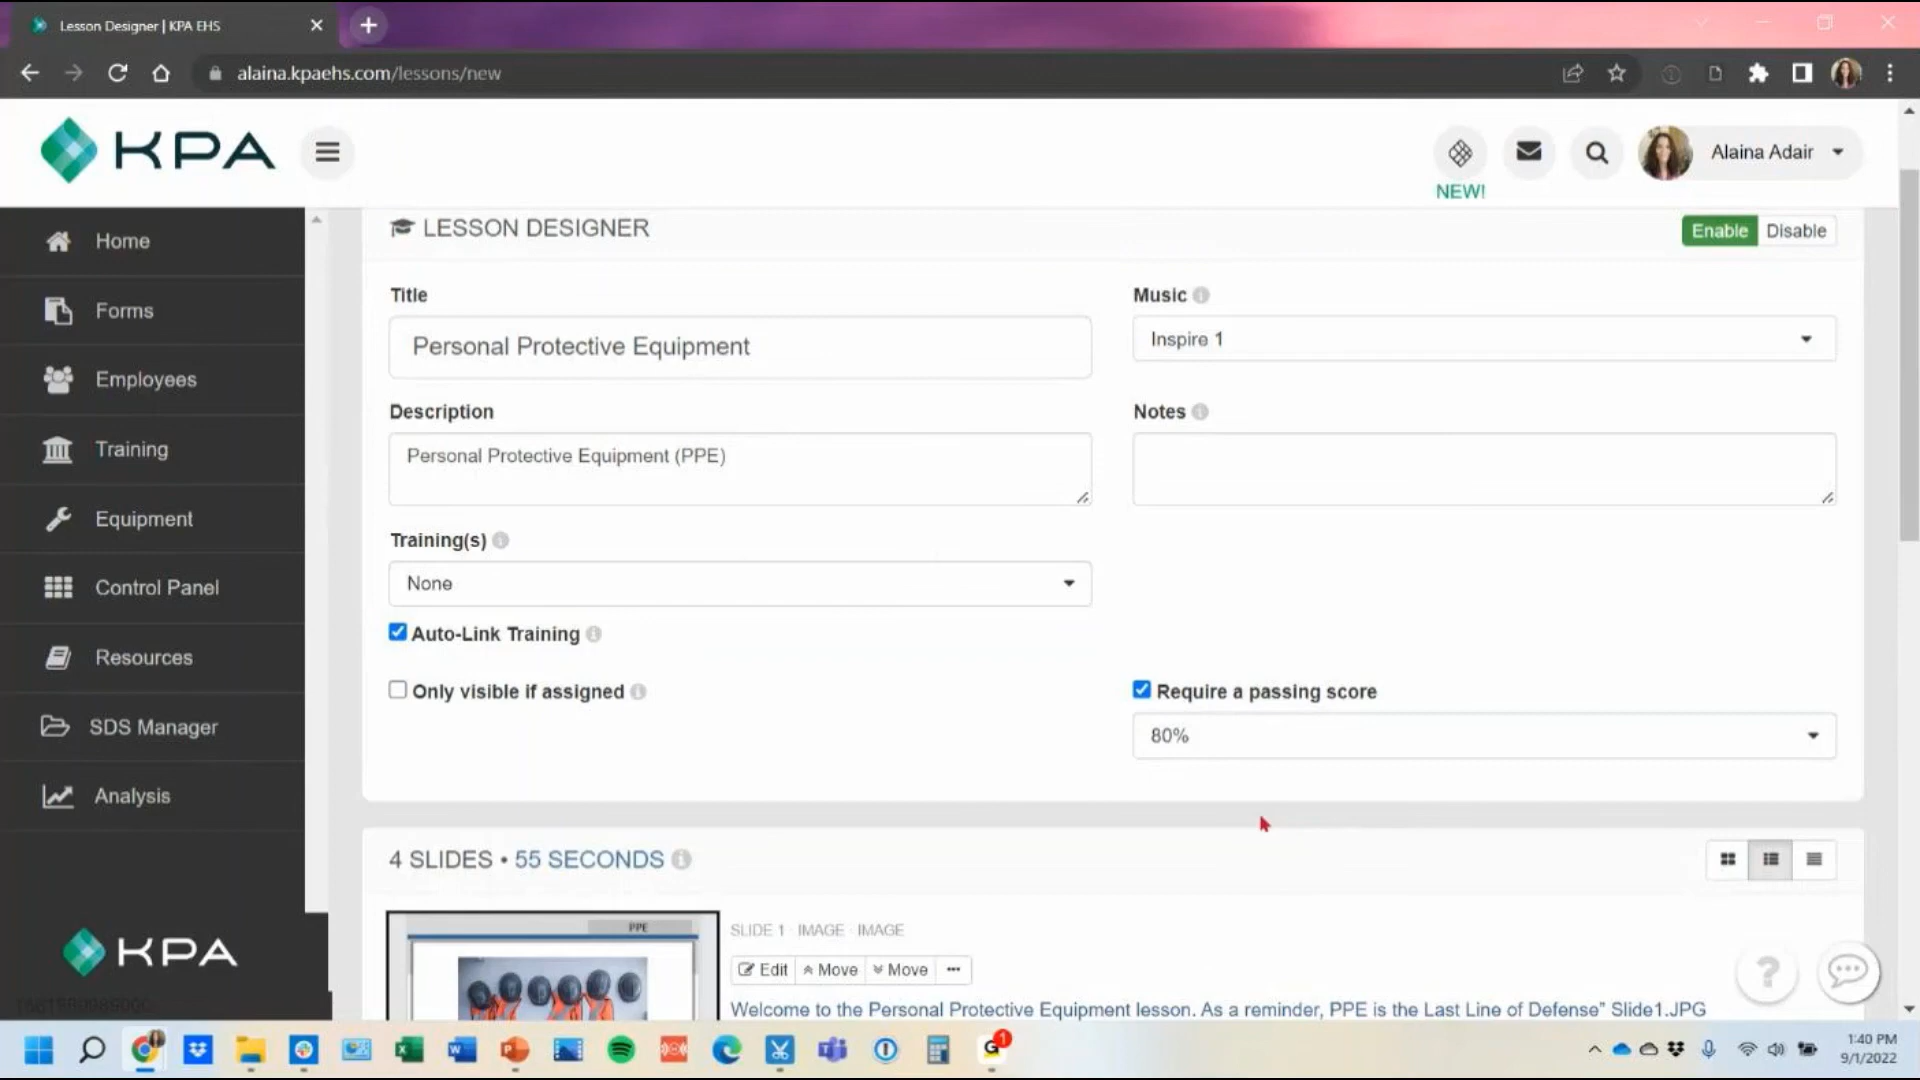 Lesson Designer | KPA EHS
alaina.kpaehs.com/lessons/new
KPA
NEW!
Alaina Adair
Home
Forms
Employees
Training
Equipment
Control Panel
Resources
SDS Manager
Analysis
KPA
LESSON DESIGNER
Enable Disable
Title
Personal Protective Equipment
Music
Inspire 1
Description
Personal Protective Equipment (PPE)
Notes
Training(s)
None
Auto-Link Training
Only visible if assigned
Require a passing score
80%
4 SLIDES • 55 SECONDS
PPE
SLIDE 1 · IMAGE · IMAGE
Edit Move Move
Welcome to the Personal Protective Equipment lesson. As a reminder, PPE is the Last Line of Defense" Slide1.JPG
1
1:40 PM
9/1/2022